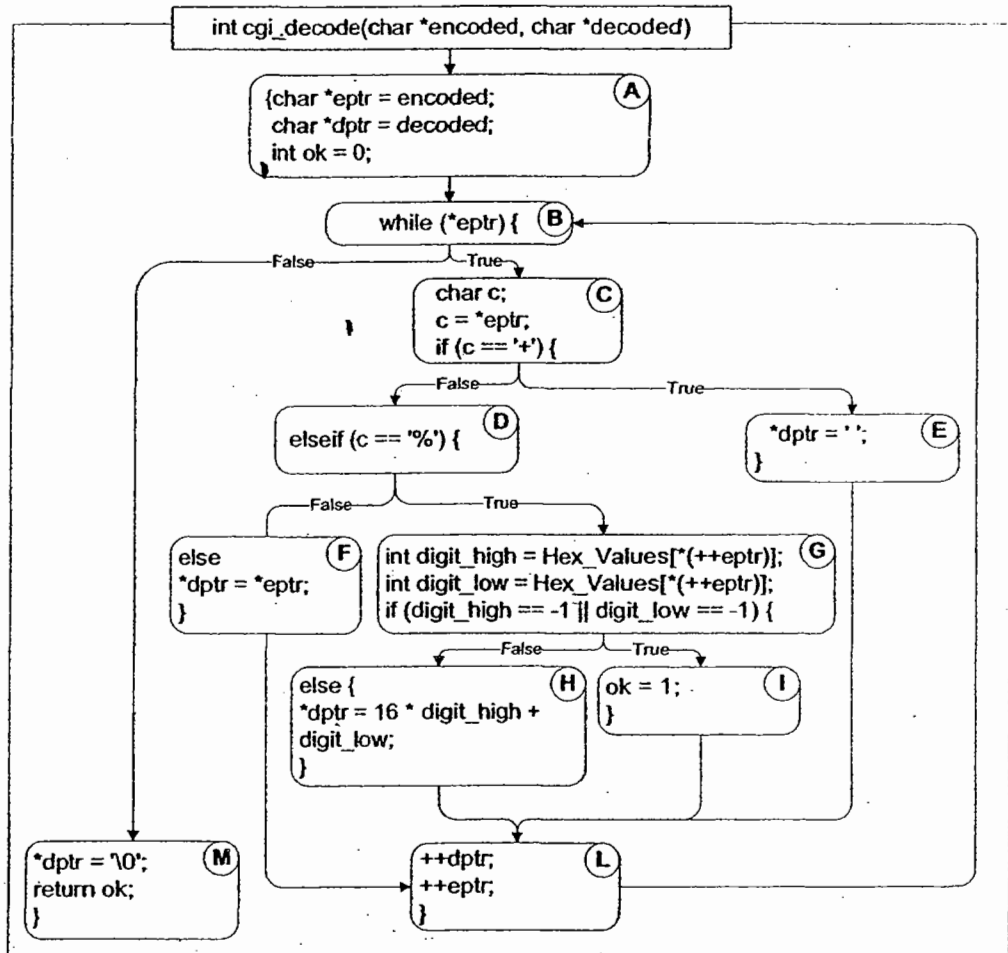 int cgi_decode(char *encoded, char *decoded)
A
{char *eptr = encoded;
char *dptr = decoded;
int ok = 0;
}
while (*eptr) {
B
False
True
char c;
c = *eptr;
if (c == '+') {
C
}
False
True
elseif (c == '%') {
D
*dptr = ' ';
}
E
False
True
else
*dptr = *eptr;
}
F
int digit_high = Hex_Values[*(++eptr)];
int digit_low = Hex_Values[*(++eptr)];
if (digit_high == -1 || digit_low == -1) {
G
False
True
else {
*dptr = 16 * digit_high +
digit_low;
}
H
ok = 1;
}
I
*dptr = '\0';
return ok;
}
M
++dptr;
++eptr;
}
L